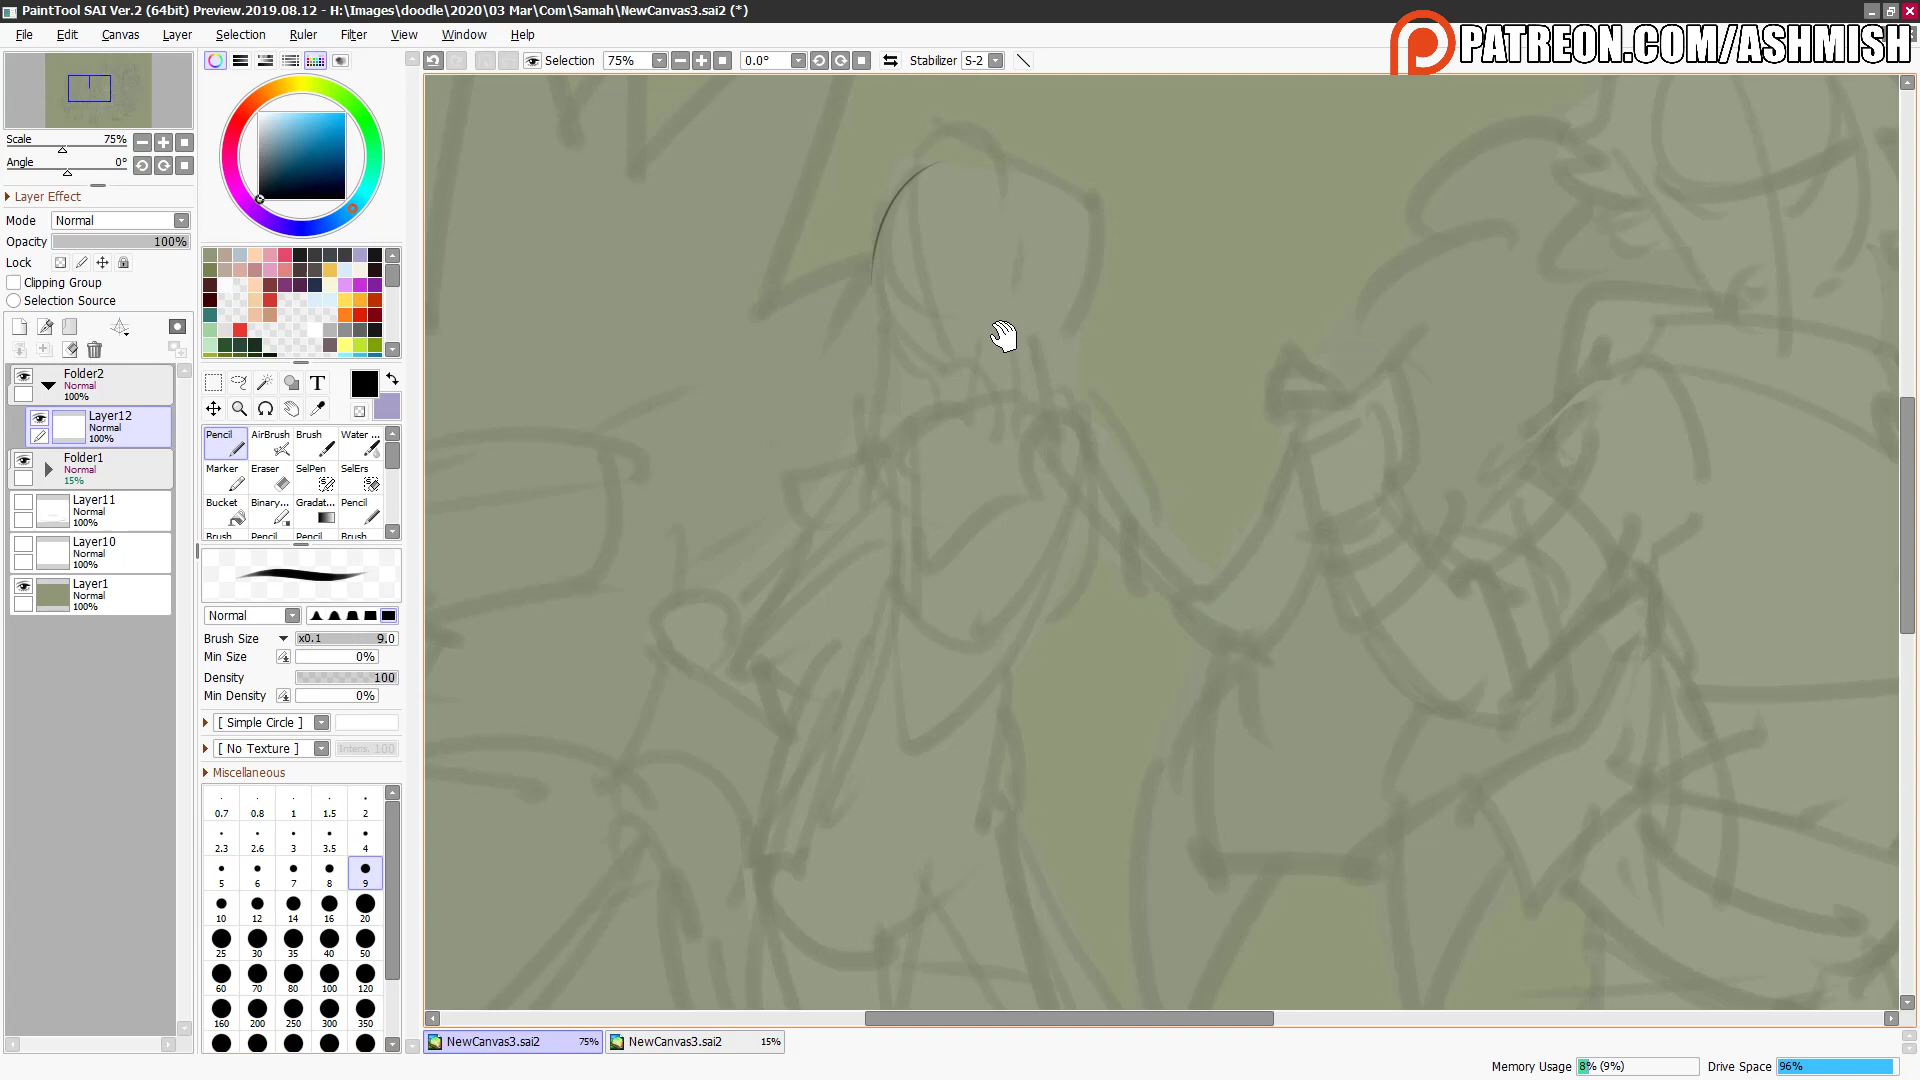 PaintTool SAI Ver.2 (64bit) Preview.2019.08.12 - H:\Images\doodle\2020\03 Mar\Com\Samah\NewCanvas3.sai2 (*)
PATREON.COM/ASHMISH
File Edit Canvas Layer Selection Ruler Filter View Window Help
Selection 75% 0.0° Stabilizer S-2
Scale 75%
Angle 0°
Layer Effect
Mode Normal
Opacity 100%
Lock
Clipping Group
Selection Source
Folder2
Normal
100%
Layer12
Normal
100%
Folder1
Normal
15%
Layer11
Normal
100%
Layer10
Normal
100%
Layer1
Normal
100%
T
Pencil AirBrush Brush Water ...
Marker Eraser SelPen SelErs
Bucket Binary... Gradat... Pencil
Brush Pencil Pencil Brush
Normal
Brush Size x0.1 9.0
Min Size 0%
Density 100
Min Density 0%
[ Simple Circle ]
[ No Texture ] Intens. 100
Miscellaneous
0.7 0.8 1 1.5 2
2.3 2.6 3 3.5 4
5 6 7 8 9
10 12 14 16 20
25 30 35 40 50
60 70 80 100 120
160 200 250 300 350
NewCanvas3.sai2 75% NewCanvas3.sai2 15%
Memory Usage 8% (9%) Drive Space 96%